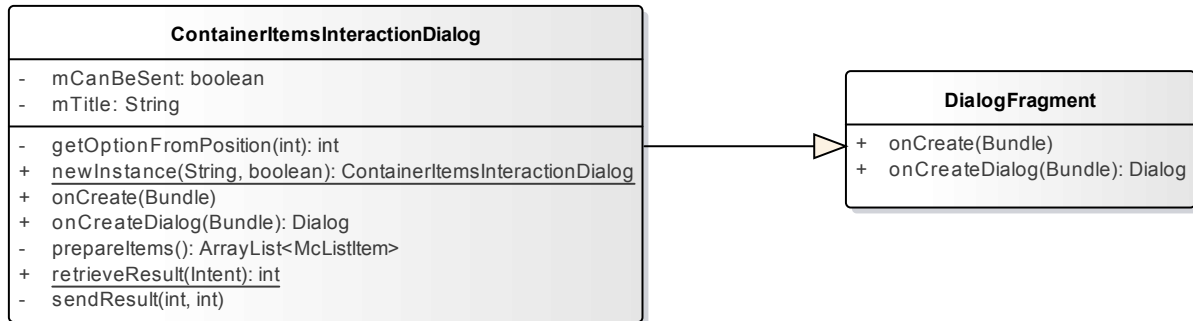 ContainerItemsInteractionDialog
- mCanBeSent: boolean
- mTitle: String
- getOptionFromPosition(int): int
+ newInstance(String, boolean): ContainerItemsInteractionDialog
+ onCreate(Bundle)
+ onCreateDialog(Bundle): Dialog
- prepareItems(): ArrayList<McListItem>
+ retrieveResult(Intent): int
- sendResult(int, int)
DialogFragment
+ onCreate(Bundle)
+ onCreateDialog(Bundle): Dialog